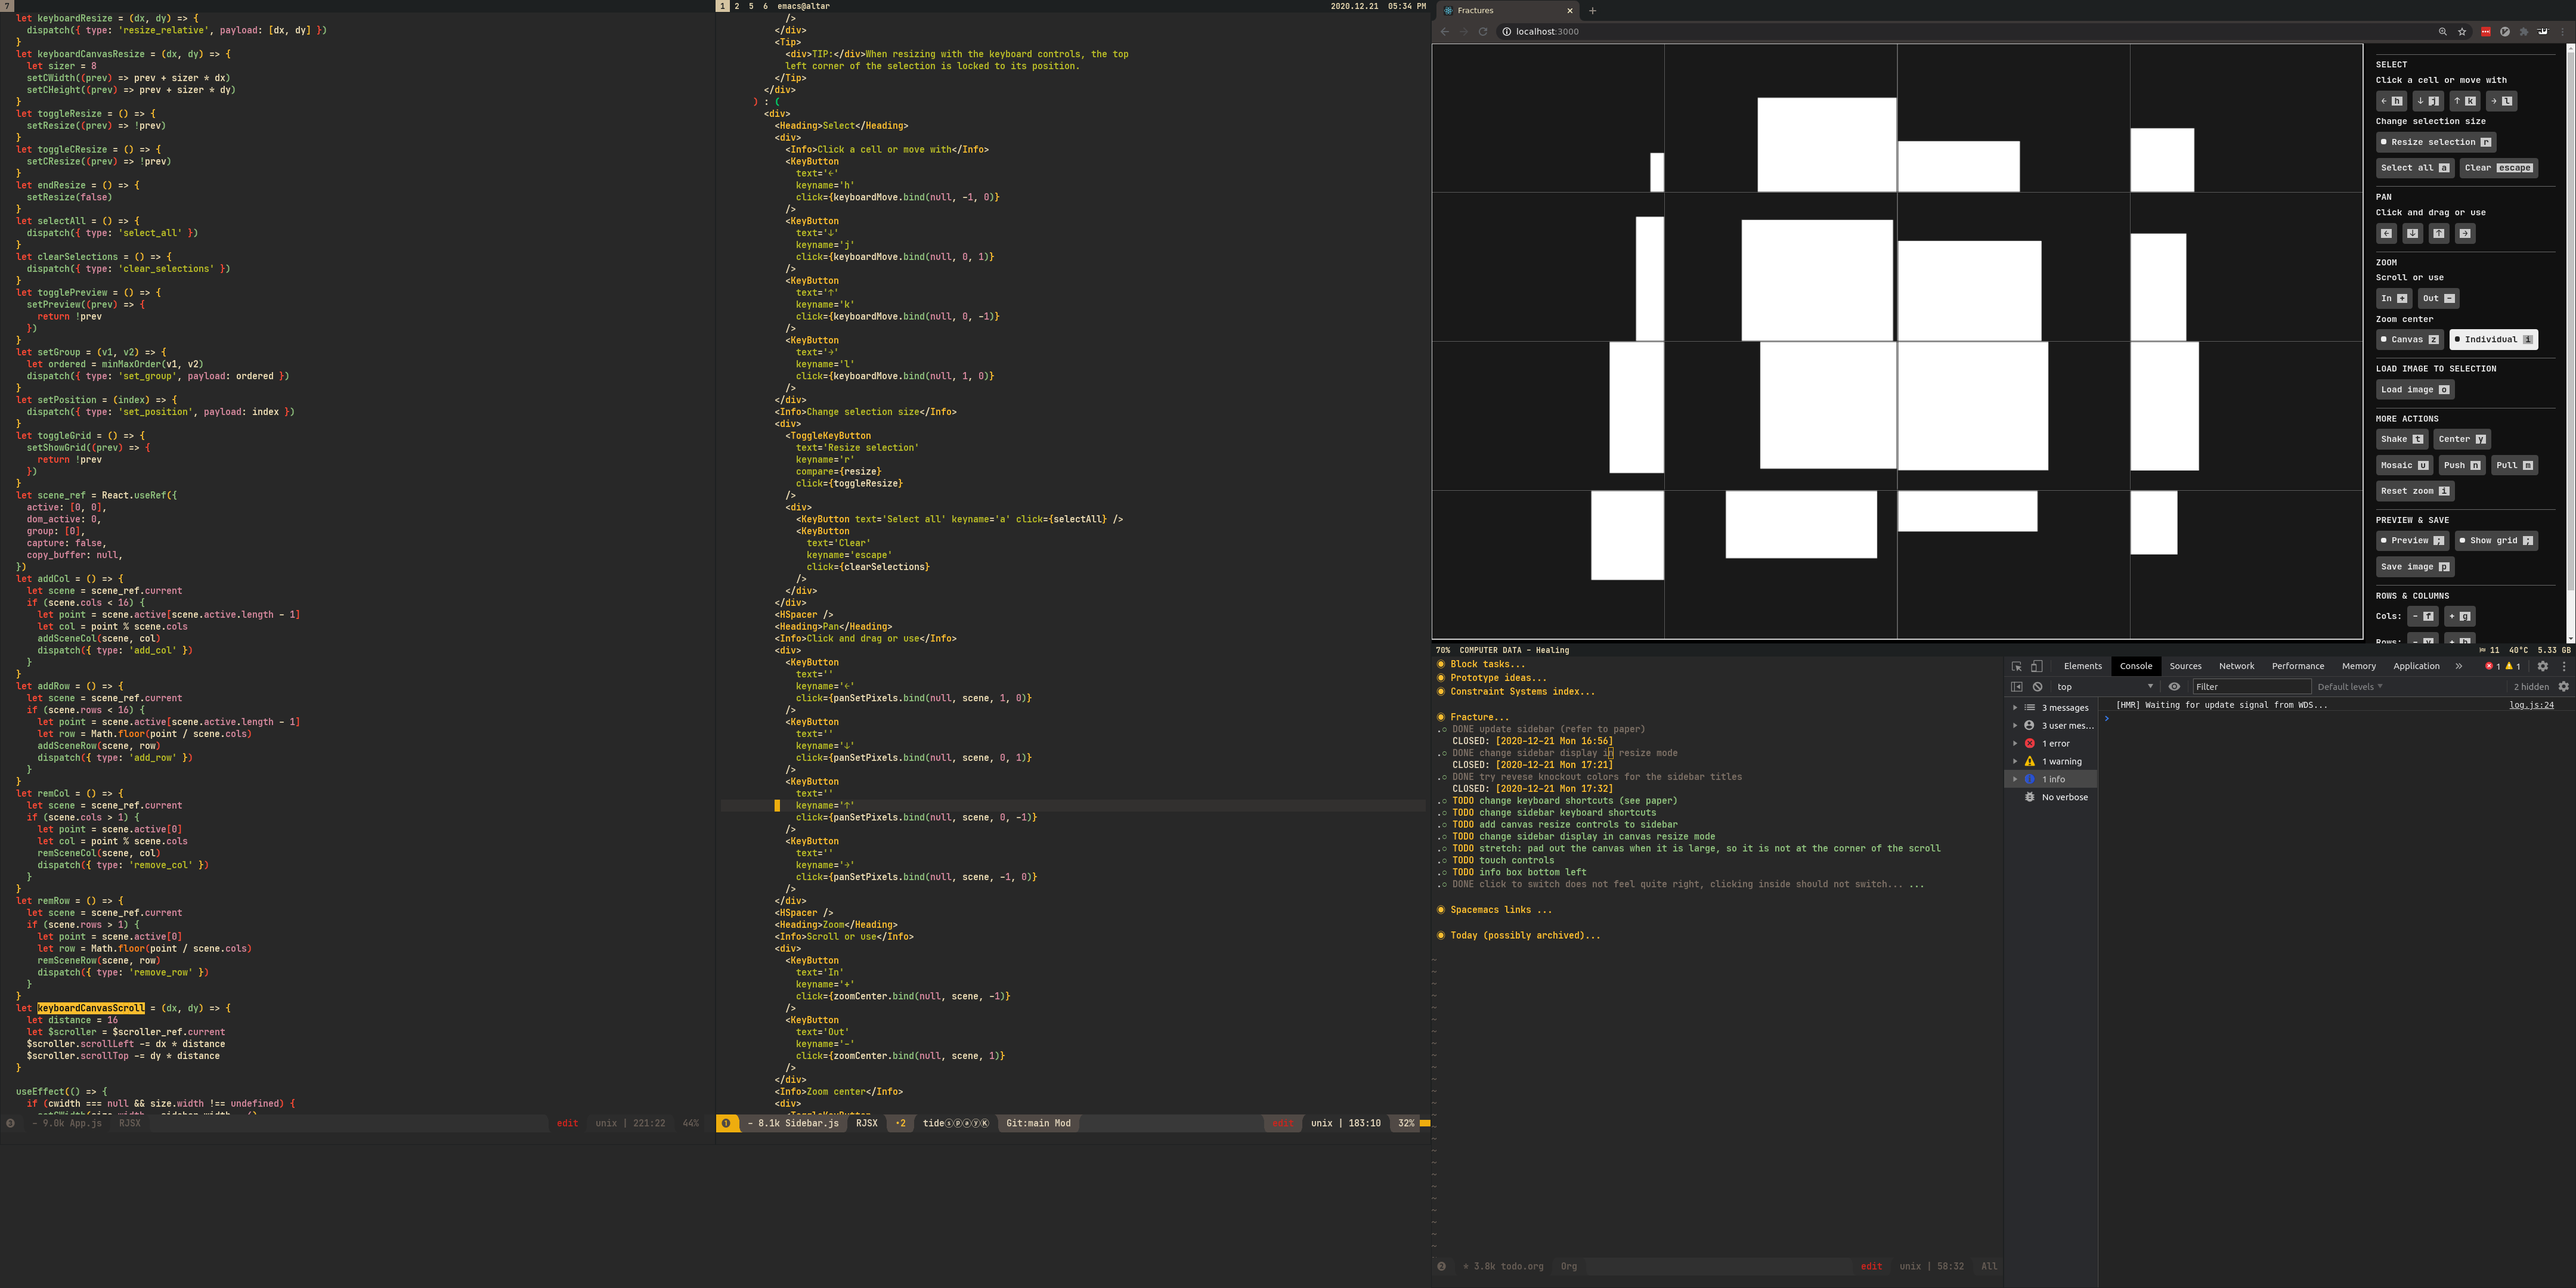 7
let keyboardResize = (dx, dy) => {
dispatch({ type: 'resize_relative', payload: [dx, dy] })
}
let keyboardCanvasResize = (dx, dy) => {
let sizer = 8
setCWidth((prev) => prev + sizer * dx)
setCHeight((prev) => prev + sizer * dy)
}
let toggleResize = () => {
setResize((prev) => !prev)
}
let toggleCResize = () => {
setCResize((prev) => !prev)
}
let endResize = () => {
setResize(false)
}
let selectAll = () => {
dispatch({ type: 'select_all' })
}
let clearSelections = () => {
dispatch({ type: 'clear_selections' })
}
let togglePreview = () => {
setPreview((prev) => {
return !prev
})
}
let setGroup = (v1, v2) => {
let ordered = minMaxOrder(v1, v2)
dispatch({ type: 'set_group', payload: ordered })
}
let setPosition = (index) => {
dispatch({ type: 'set_position', payload: index })
}
let toggleGrid = () => {
setShowGrid((prev) => {
return !prev
})
}
let scene_ref = React.useRef({
active: [0, 0],
dom_active: 0,
group: [0],
capture: false,
copy_buffer: null,
})
let addCol = () => {
let scene = scene_ref.current
if (scene.cols < 16) {
let point = scene.active[scene.active.length - 1]
let col = point % scene.cols
addSceneCol(scene, col)
dispatch({ type: 'add_col' })
}
}
let addRow = () => {
let scene = scene_ref.current
if (scene.rows < 16) {
let point = scene.active[scene.active.length - 1]
let row = Math.floor(point / scene.cols)
addSceneRow(scene, row)
dispatch({ type: 'add_row' })
}
}
let remCol = () => {
let scene = scene_ref.current
if (scene.cols > 1) {
let point = scene.active[0]
let col = point % scene.cols
remSceneCol(scene, col)
dispatch({ type: 'remove_col' })
}
}
let remRow = () => {
let scene = scene_ref.current
if (scene.rows > 1) {
let point = scene.active[0]
let row = Math.floor(point / scene.cols)
remSceneRow(scene, row)
dispatch({ type: 'remove_row' })
}
}
let keyboardCanvasScroll = (dx, dy) => {
let distance = 16
let $scroller = $scroller_ref.current
$scroller.scrollLeft -= dx * distance
$scroller.scrollTop -= dy * distance
}
useEffect(() => {
if (cwidth === null && size.width !== undefined) {
- 9.0k App.js RJSX edit unix | 221:22 44%
1 2 5 6 emacs@altar 2020.12.21 05:34 PM
/>
</div>
<Tip>
<div>TIP:</div>When resizing with the keyboard controls, the top
left corner of the selection is locked to its position.
</Tip>
</div>
) : (
<div>
<Heading>Select</Heading>
<div>
<Info>Click a cell or move with</Info>
<KeyButton
text='←'
keyname='h'
click={keyboardMove.bind(null, -1, 0)}
/>
<KeyButton
text='↓'
keyname='j'
click={keyboardMove.bind(null, 0, 1)}
/>
<KeyButton
text='↑'
keyname='k'
click={keyboardMove.bind(null, 0, -1)}
/>
<KeyButton
text='→'
keyname='l'
click={keyboardMove.bind(null, 1, 0)}
/>
</div>
<Info>Change selection size</Info>
<div>
<ToggleKeyButton
text='Resize selection'
keyname='r'
compare={resize}
click={toggleResize}
/>
<div>
<KeyButton text='Select all' keyname='a' click={selectAll} />
<KeyButton
text='Clear'
keyname='escape'
click={clearSelections}
/>
</div>
</div>
<HSpacer />
<Heading>Pan</Heading>
<Info>Click and drag or use</Info>
<div>
<KeyButton
text=''
keyname='←'
click={panSetPixels.bind(null, scene, 1, 0)}
/>
<KeyButton
text=''
keyname='↓'
click={panSetPixels.bind(null, scene, 0, 1)}
/>
<KeyButton
text=''
keyname='↑'
click={panSetPixels.bind(null, scene, 0, -1)}
/>
<KeyButton
text=''
keyname='→'
click={panSetPixels.bind(null, scene, -1, 0)}
/>
</div>
<HSpacer />
<Heading>Zoom</Heading>
<Info>Scroll or use</Info>
<div>
<KeyButton
text='In'
keyname='+'
click={zoomCenter.bind(null, scene, -1)}
/>
<KeyButton
text='Out'
keyname='-'
click={zoomCenter.bind(null, scene, 1)}
/>
</div>
<Info>Zoom center</Info>
<div>
- 8.1k Sidebar.js RJSX •2 tide Git:main Mod edit unix | 183:10 32%
Fractures
localhost:3000
SELECT
Click a cell or move with
← h ↓ j ↑ k → l
Change selection size
Resize selection r
Select all a Clear escape
PAN
Click and drag or use
← ↓ ↑ →
ZOOM
Scroll or use
In + Out -
Zoom center
Canvas z Individual i
LOAD IMAGE TO SELECTION
Load image o
MORE ACTIONS
Shake t Center y
Mosaic u Push n Pull m
Reset zoom i
PREVIEW & SAVE
Preview ; Show grid ;
Save image p
ROWS & COLUMNS
Cols: - f + g
Rows:
70% COMPUTER DATA - Healing 11 40°C 5.33 GB
Block tasks...
Prototype ideas...
Constraint Systems index...
Fracture...
DONE update sidebar (refer to paper)
CLOSED: [2020-12-21 Mon 16:56]
DONE change sidebar display in resize mode
CLOSED: [2020-12-21 Mon 17:21]
DONE try revese knockout colors for the sidebar titles
CLOSED: [2020-12-21 Mon 17:32]
TODO change keyboard shortcuts (see paper)
TODO change sidebar keyboard shortcuts
TODO add canvas resize controls to sidebar
TODO change sidebar display in canvas resize mode
TODO stretch: pad out the canvas when it is large, so it is not at the corner of the scroll
TODO touch controls
TODO info box bottom left
DONE click to switch does not feel quite right, clicking inside should not switch... ...
Spacemacs links ...
Today (possibly archived)...
* 3.8k todo.org Org edit unix | 58:32 All
Elements Console Sources Network Performance Memory Application » 1 1
top Filter Default levels 2 hidden
3 messages
3 user mes...
1 error
1 warning
1 info
No verbose
[HMR] Waiting for update signal from WDS... log.js:24